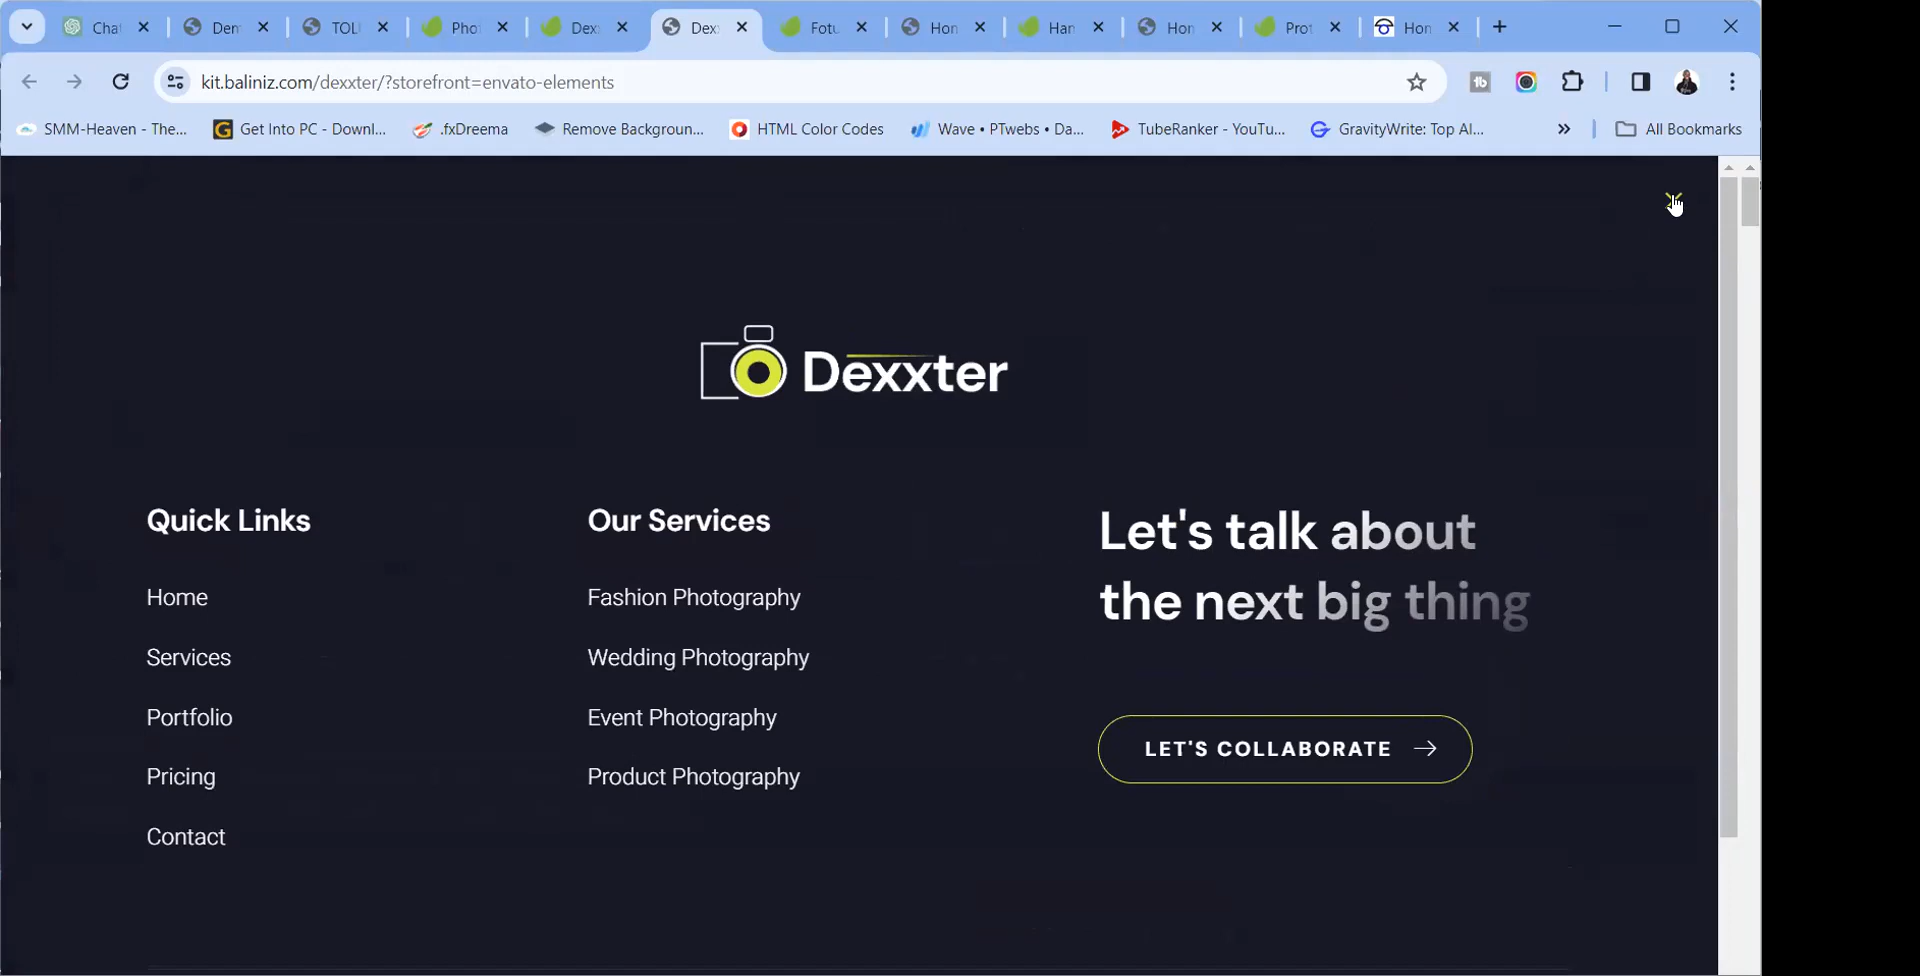 Chat
Dem
TOL
Pho
Dex
Dex
Fotu
Hon
Han
Hon
Prot
Hon
kit.baliniz.com/dexxter/?storefront=envato-elements
SMM-Heaven - The...
Get Into PC - Downl...
.fxDreema
Remove Backgroun...
HTML Color Codes
Wave • PTwebs • Da...
TubeRanker - YouTu...
GravityWrite: Top AI...
All Bookmarks
Dexxter
Quick Links
Home
Services
Portfolio
Pricing
Contact
Our Services
Fashion Photography
Wedding Photography
Event Photography
Product Photography
Let's talk about
the next big thing
LET'S COLLABORATE